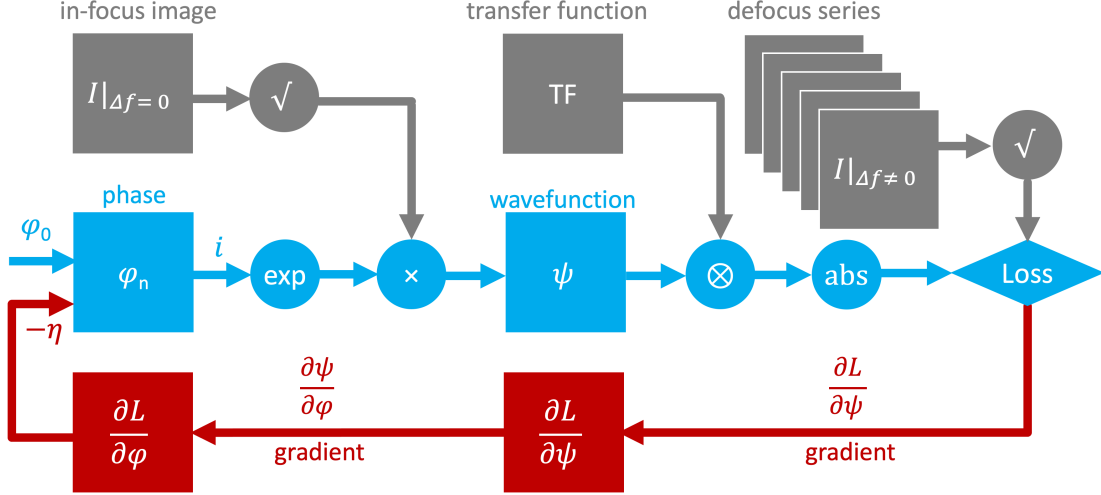 in-focus image
transfer function
defocus series
I|Δf= 0
√
TF
I|Δf≠ 0
√
phase
wavefunction
φ0
φn
i
exp
×
ψ
⊗
abs
Loss
−η
∂ψ
∂φ
∂L
∂ψ
∂L
∂φ
gradient
∂L
∂ψ
gradient